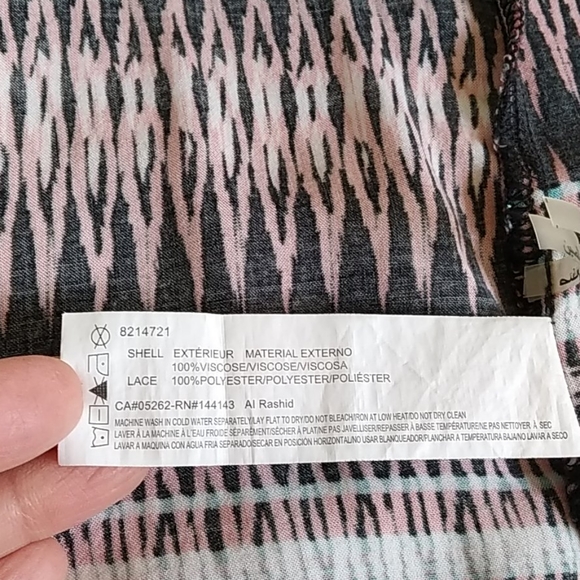 8214721
SHELL EXTÈRIEUR MATERIAL EXTERNO
100%VISCOSE/VISCOSE/VISCOSA
LACE 100%POLYESTER/POLYESTER/POLIÉSTER
CA#05262-RN#144143 Al Rashid
MACHINE WASH IN COLD WATER SEPARATELY/LAY FLAT TO DRY/DO NOT BLEACH/IRON AT LOW HEAT/DO NOT DRY CLEAN
LAVER À LA MACHINE À L'EAU FROIDE SÉPARÉMENT/SÉCHER À PLATINE PAS JAVELLISER/REPASSER À BASSE TEMPÉRATURE/NE PAS NETTOYER À SEC
LAVAR A MAQUINA CON AGUA FRIA SEPARADO/SECAR EN POSICIÓN HORIZONTAL/NO USAR BLANQUEADOR/PLANCHAR A TEMPERATURA BAJA/NO LAVAR A SECO